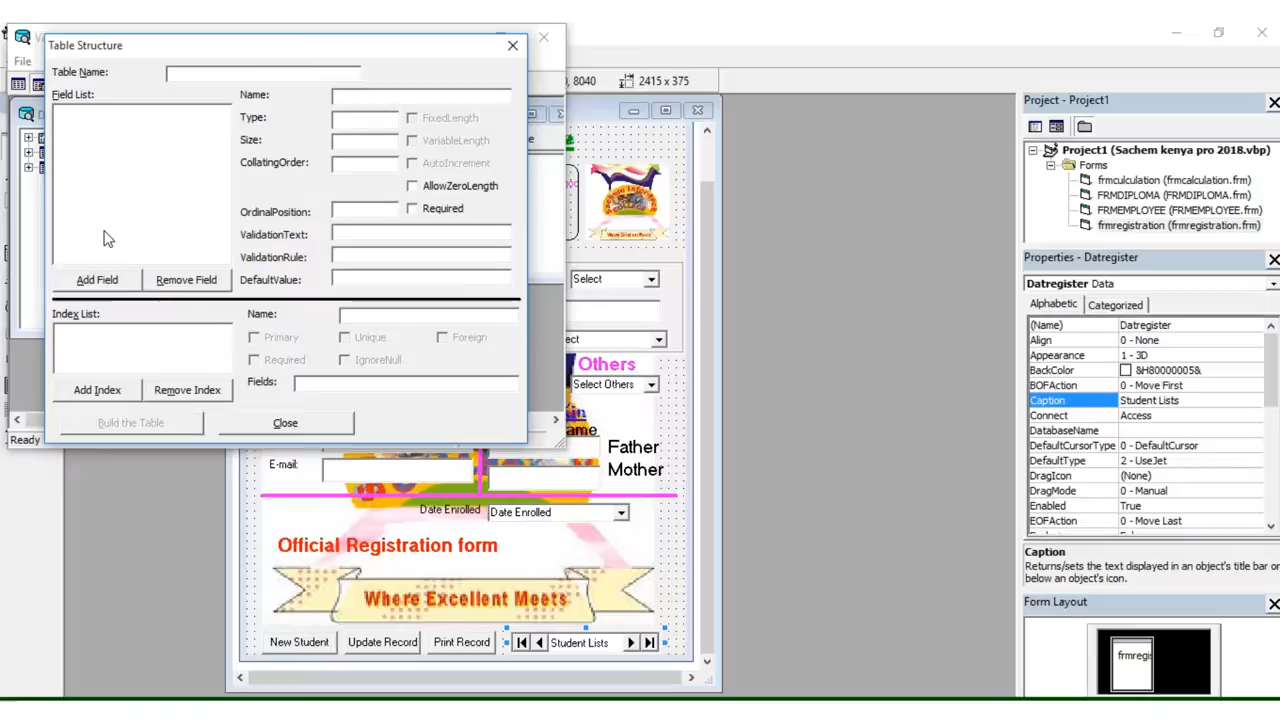 Table Structure
File
Table Name:
Field List:
Name:
Type:
FixedLength
Size:
VariableLength
CollatingOrder:
AutoIncrement
AllowZeroLength
OrdinalPosition:
Required
ValidationText:
ValidationRule:
DefaultValue:
Add Field
Remove Field
Index List:
Name:
Primary
Unique
Foreign
Required
IgnoreNull
Fields:
Add Index
Remove Index
Build the Table
Close
Ready
, 8040
2415 x 375
Select
ect
Others
Select Others
Kin
ame
Father
Mother
E-mail:
Date Enrolled
Date Enrolled
Official Registration form
Where Excellent Meets
New Student
Update Record
Print Record
Student Lists
Project - Project1
Project1 (Sachem kenya pro 2018.vbp)
Forms
frmculculation (frmcalculation.frm)
FRMDIPLOMA (FRMDIPLOMA.frm)
FRMEMPLOYEE (FRMEMPLOYEE.frm)
frmregistration (frmregistration.frm)
Properties - Datregister
Datregister Data
Alphabetic
Categorized
(Name) Datregister
Align 0 - None
Appearance 1 - 3D
BackColor &H80000005&
BOFAction 0 - Move First
Caption Student Lists
Connect Access
DatabaseName
DefaultCursorType 0 - DefaultCursor
DefaultType 2 - UseJet
DragIcon (None)
DragMode 0 - Manual
Enabled True
EOFAction 0 - Move Last
Caption
Returns/sets the text displayed in an object's title bar or
below an object's icon.
Form Layout
frmregis